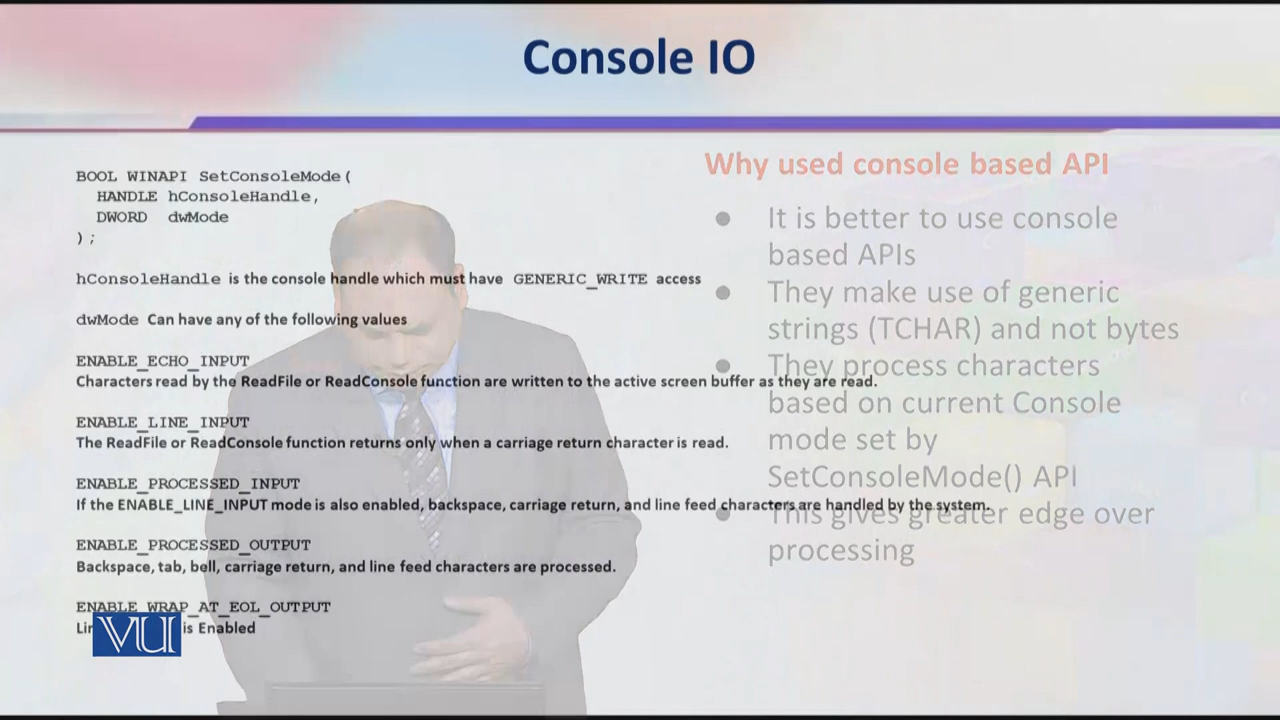 Console IO
BOOL WINAPI SetConsoleMode(
HANDLE hConsoleHandle,
DWORD dwMode
);
hConsoleHandle is the console handle which must have GENERIC_WRITE access
dwMode Can have any of the following values
ENABLE_ECHO_INPUT
Characters read by the ReadFile or ReadConsole function are written to the active screen buffer as they are read.
ENABLE_LINE_INPUT
The ReadFile or ReadConsole function returns only when a carriage return character is read.
ENABLE_PROCESSED_INPUT
If the ENABLE_LINE_INPUT mode is also enabled, backspace, carriage return, and line feed characters are handled by the system.
ENABLE_PROCESSED_OUTPUT
Backspace, tab, bell, carriage return, and line feed characters are processed.
ENABLE_WRAP_AT_EOL_OUTPUT
is Enabled
VU
Why used console based API
● It is better to use console
based APIs
● They make use of generic
strings (TCHAR) and not bytes
● They process characters
based on current Console
mode set by
SetConsoleMode() API
● This gives greater edge over
processing